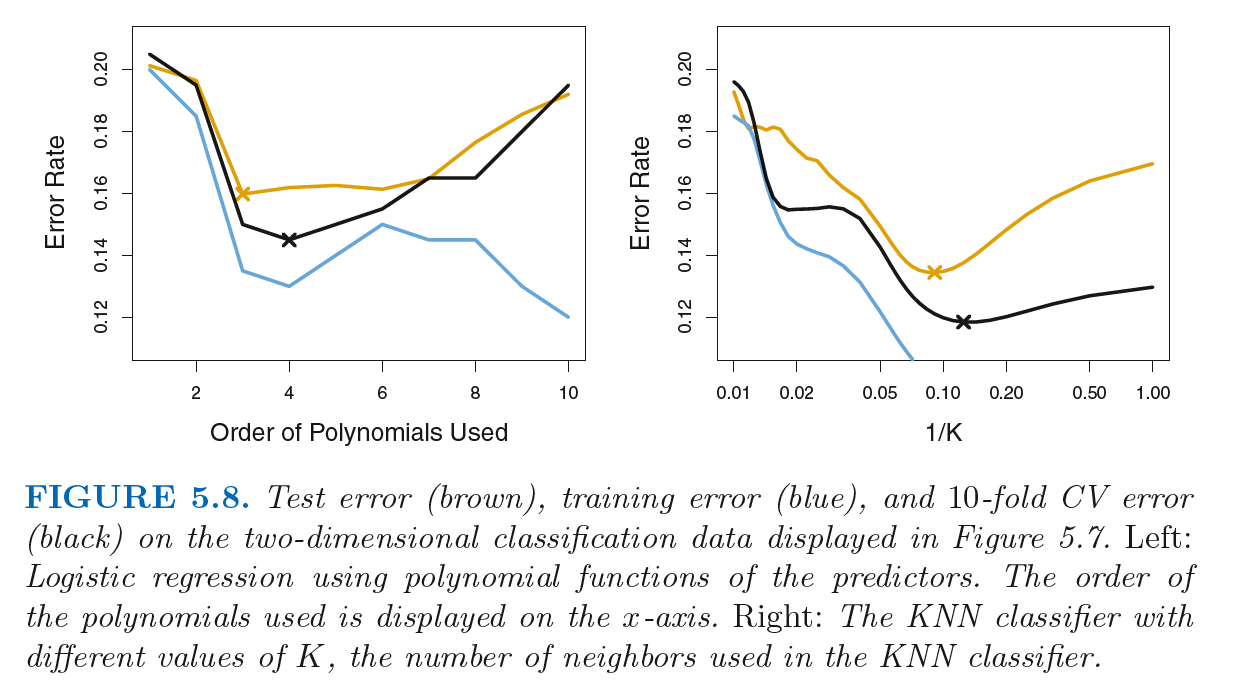 0.12 0.14 0.16 0.18 0.20
Error Rate
2 4 6 8 10
Order of Polynomials Used
0.12 0.14 0.16 0.18 0.20
Error Rate
0.01 0.02 0.05 0.10 0.20 0.50 1.00
1/K
FIGURE 5.8. Test error (brown), training error (blue), and 10-fold CV error
(black) on the two-dimensional classification data displayed in Figure 5.7. Left:
Logistic regression using polynomial functions of the predictors. The order of
the polynomials used is displayed on the x-axis. Right: The KNN classifier with
different values of K, the number of neighbors used in the KNN classifier.